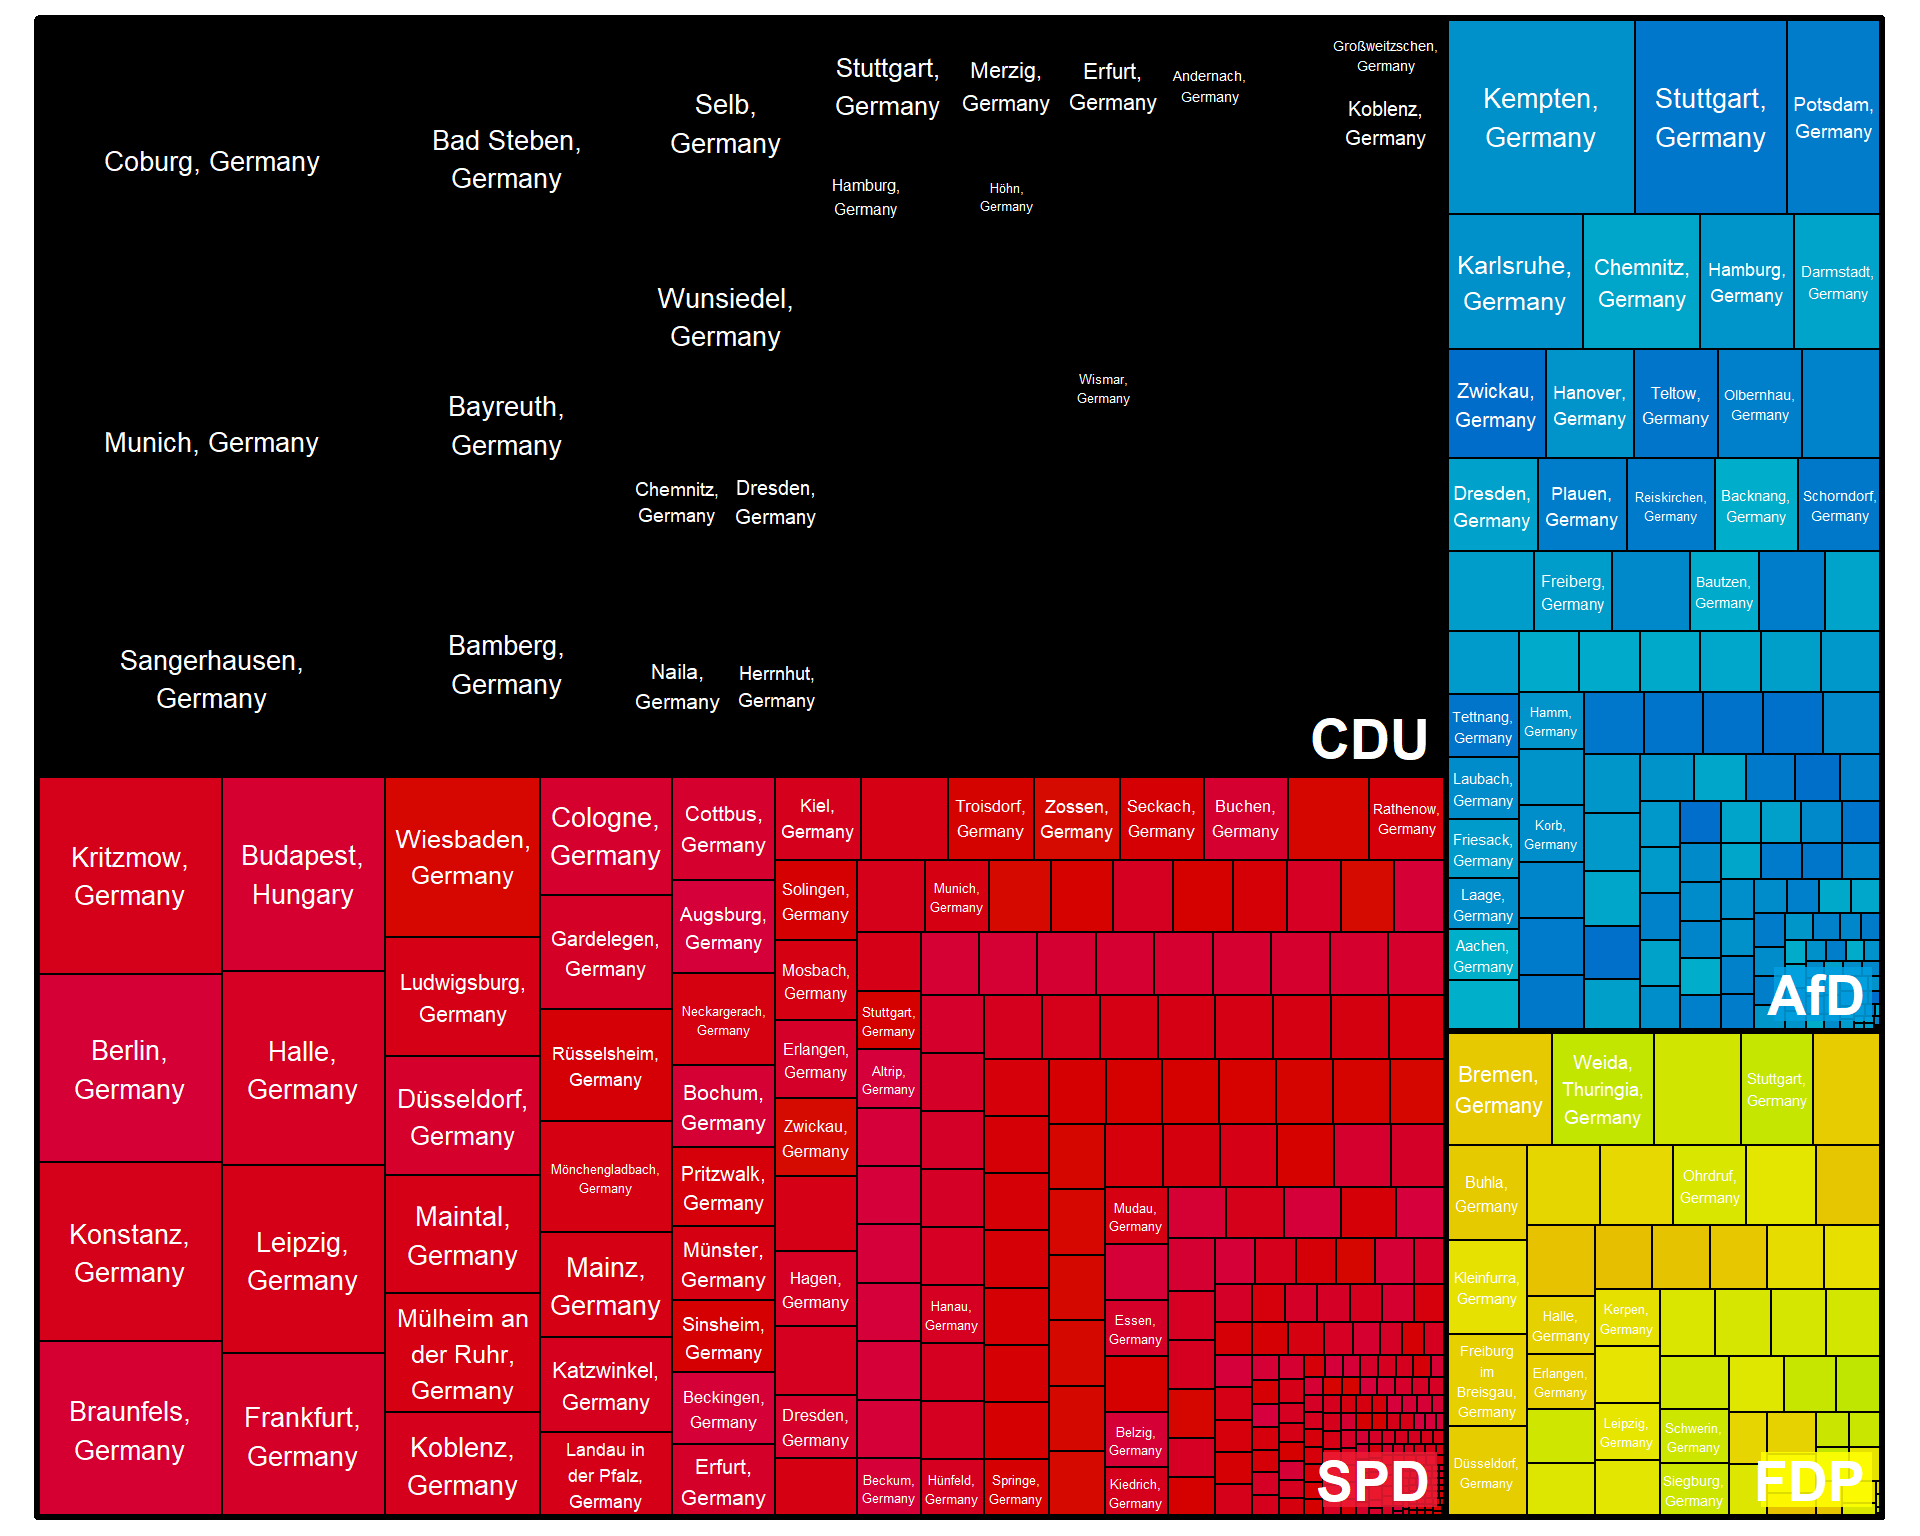 Coburg, Germany
Munich, Germany
Sangerhausen,
Germany
Bad Steben,
Germany
Bayreuth,
Germany
Bamberg,
Germany
Selb,
Germany
Wunsiedel,
Germany
Chemnitz,
Germany
Dresden,
Germany
Naila,
Germany
Herrnhut,
Germany
Stuttgart,
Germany
Merzig,
Germany
Erfurt,
Germany
Andernach,
Germany
Großweitzschen,
Germany
Koblenz,
Germany
Hamburg,
Germany
Höhn,
Germany
Wismar,
Germany
CDU
Kritzmow,
Germany
Berlin,
Germany
Konstanz,
Germany
Braunfels,
Germany
Budapest,
Hungary
Halle,
Germany
Leipzig,
Germany
Frankfurt,
Germany
Wiesbaden,
Germany
Ludwigsburg,
Germany
Düsseldorf,
Germany
Maintal,
Germany
Mülheim an
der Ruhr,
Germany
Koblenz,
Germany
Cologne,
Germany
Gardelegen,
Germany
Rüsselsheim,
Germany
Mönchengladbach,
Germany
Mainz,
Germany
Katzwinkel,
Germany
Landau in
der Pfalz,
Germany
Cottbus,
Germany
Augsburg,
Germany
Neckargerach,
Germany
Bochum,
Germany
Pritzwalk,
Germany
Münster,
Germany
Sinsheim,
Germany
Beckingen,
Germany
Erfurt,
Germany
Kiel,
Germany
Solingen,
Germany
Mosbach,
Germany
Erlangen,
Germany
Zwickau,
Germany
Hagen,
Germany
Dresden,
Germany
Troisdorf,
Germany
Zossen,
Germany
Seckach,
Germany
Buchen,
Germany
Rathenow,
Germany
Munich,
Germany
Stuttgart,
Germany
Altrip,
Germany
Beckum,
Germany
Hanau,
Germany
Hünfeld,
Germany
Springe,
Germany
Mudau,
Germany
Essen,
Germany
Belzig,
Germany
Kiedrich,
Germany
SPD
Kempten,
Germany
Stuttgart,
Germany
Potsdam,
Germany
Karlsruhe,
Germany
Chemnitz,
Germany
Hamburg,
Germany
Darmstadt,
Germany
Zwickau,
Germany
Hanover,
Germany
Teltow,
Germany
Olbernhau,
Germany
Dresden,
Germany
Plauen,
Germany
Reiskirchen,
Germany
Backnang,
Germany
Schorndorf,
Germany
Freiberg,
Germany
Bautzen,
Germany
Tettnang,
Germany
Hamm,
Germany
Laubach,
Germany
Friesack,
Germany
Korb,
Germany
Laage,
Germany
Aachen,
Germany
AfD
Bremen,
Germany
Weida,
Thuringia,
Germany
Stuttgart,
Germany
Buhla,
Germany
Ohrdruf,
Germany
Kleinfurra,
Germany
Halle,
Germany
Kerpen,
Germany
Freiburg
im
Breisgau,
Germany
Erlangen,
Germany
Leipzig,
Germany
Schwerin,
Germany
Düsseldorf,
Germany
Siegburg,
Germany
FDP